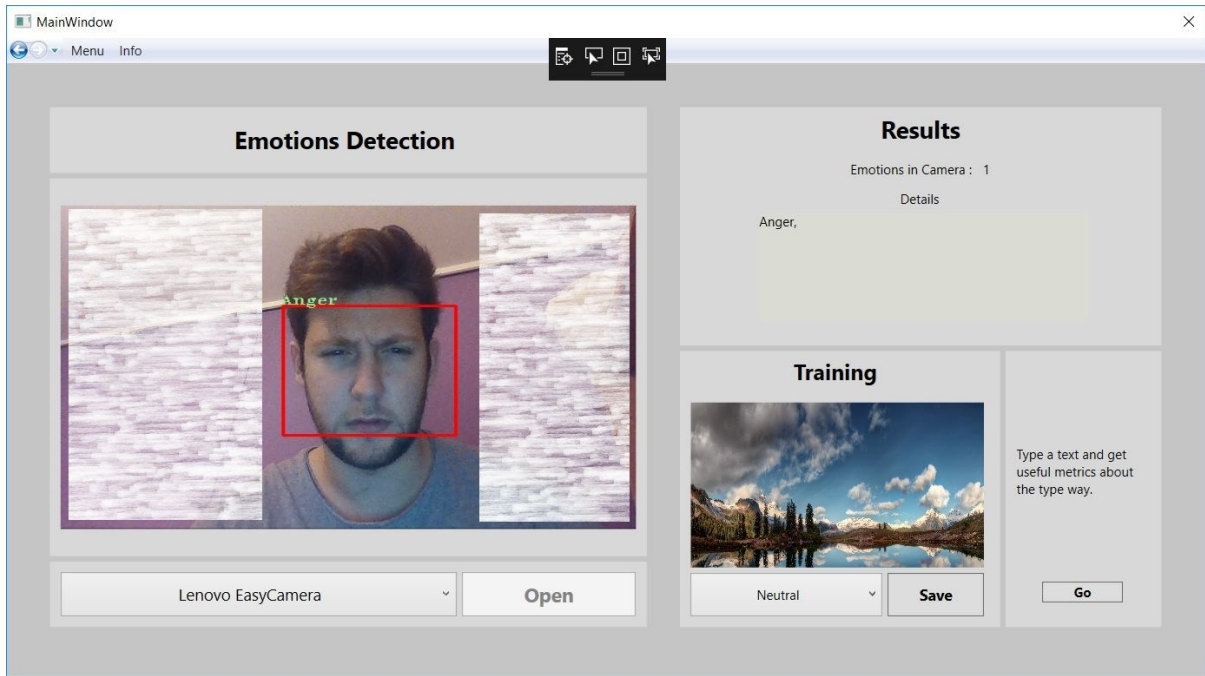 MainWindow
Menu Info
Emotions Detection
Anger
Lenovo EasyCamera
Open
Results
Emotions in Camera : 1
Details
Anger,
Training
Neutral
Save
Type a text and get
useful metrics about
the type way.
Go